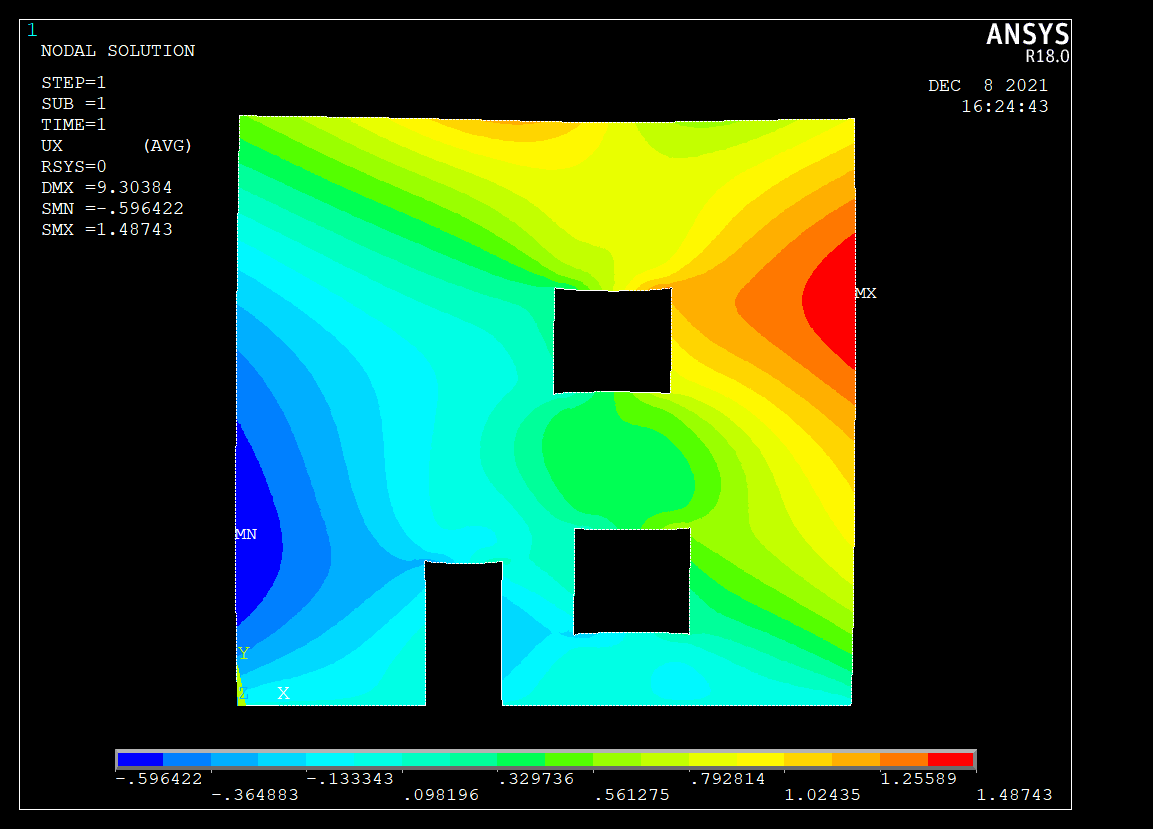 1
ANSYS
R18.0
NODAL SOLUTION
DEC  8 2021
16:24:43
STEP=1
SUB =1
TIME=1
UX       (AVG)
RSYS=0
DMX =9.30384
SMN =-.596422
SMX =1.48743
MX
MN
Y
Z
X
-.596422
-.364883
-.133343
.098196
.329736
.561275
.792814
1.02435
1.25589
1.48743